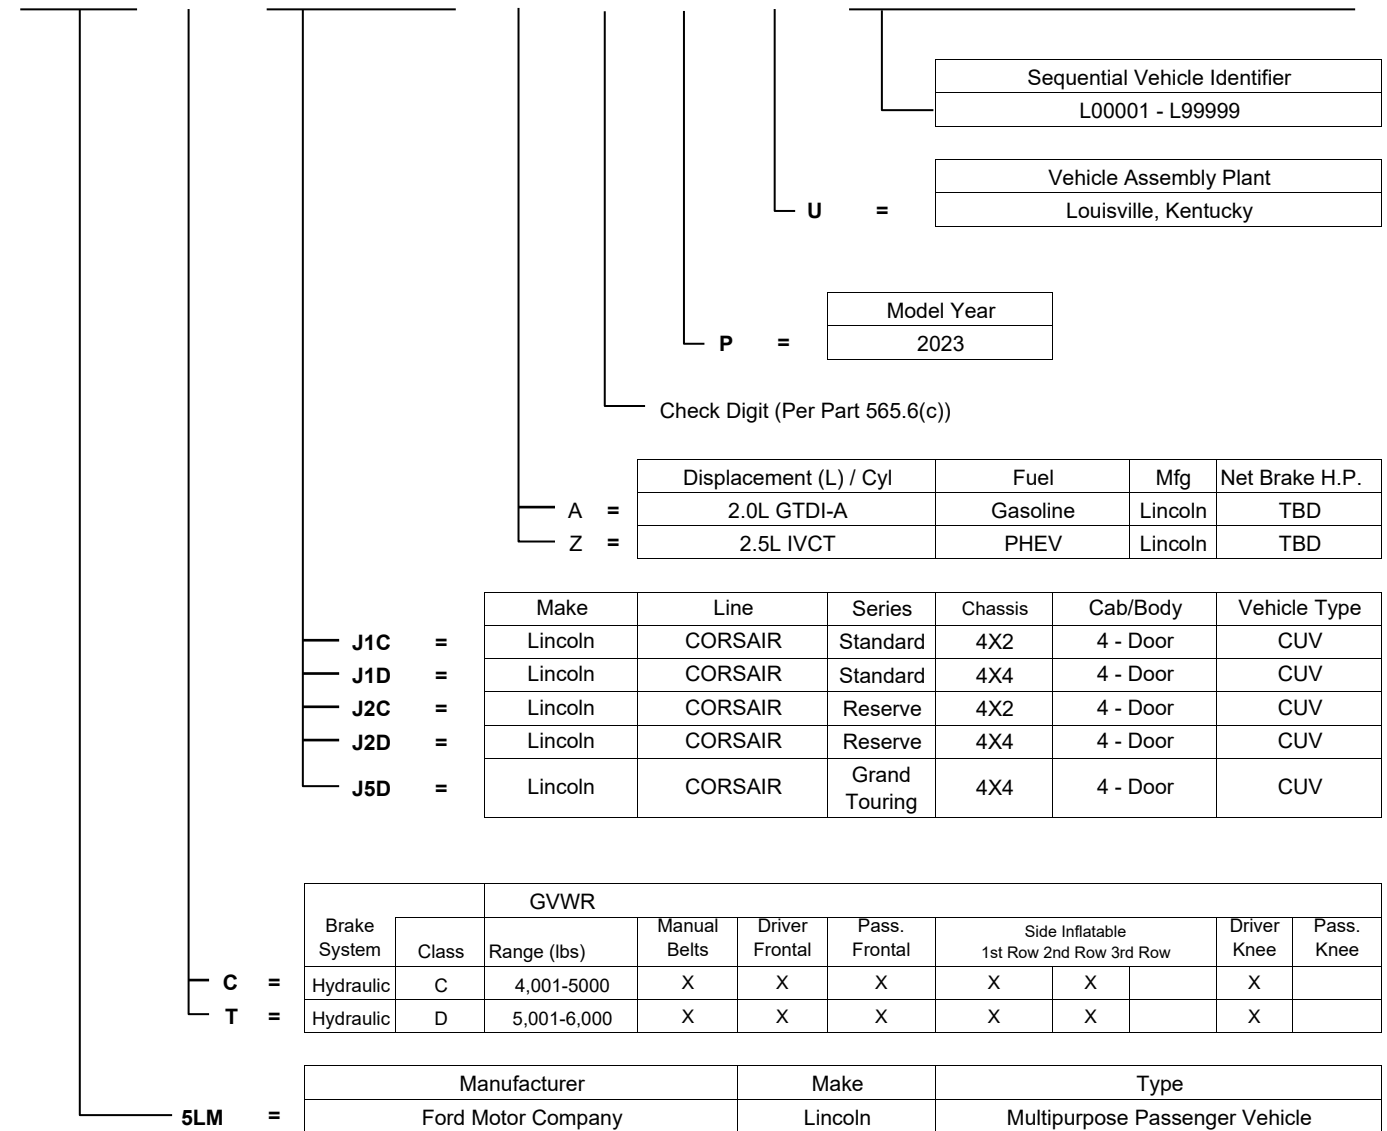 Sequential Vehicle Identifier
L00001 - L99999
Vehicle Assembly Plant
U = Louisville, Kentucky
Model Year
P = 2023
Check Digit (Per Part 565.6(c))
Displacement (L) / Cyl Fuel Mfg Net Brake H.P.
A = 2.0L GTDI-A Gasoline Lincoln TBD
Z = 2.5L IVCT PHEV Lincoln TBD
Make Line Series Chassis Cab/Body Vehicle Type
J1C = Lincoln CORSAIR Standard 4X2 4 - Door CUV
J1D = Lincoln CORSAIR Standard 4X4 4 - Door CUV
J2C = Lincoln CORSAIR Reserve 4X2 4 - Door CUV
J2D = Lincoln CORSAIR Reserve 4X4 4 - Door CUV
J5D = Lincoln CORSAIR Grand Touring 4X4 4 - Door CUV
GVWR
Brake Manual Driver Pass. Side Inflatable Driver Pass.
System Class Range (lbs) Belts Frontal Frontal 1st Row 2nd Row 3rd Row Knee Knee
C = Hydraulic C 4,001-5000 X X X X X X
T = Hydraulic D 5,001-6,000 X X X X X X
Manufacturer Make Type
5LM = Ford Motor Company Lincoln Multipurpose Passenger Vehicle